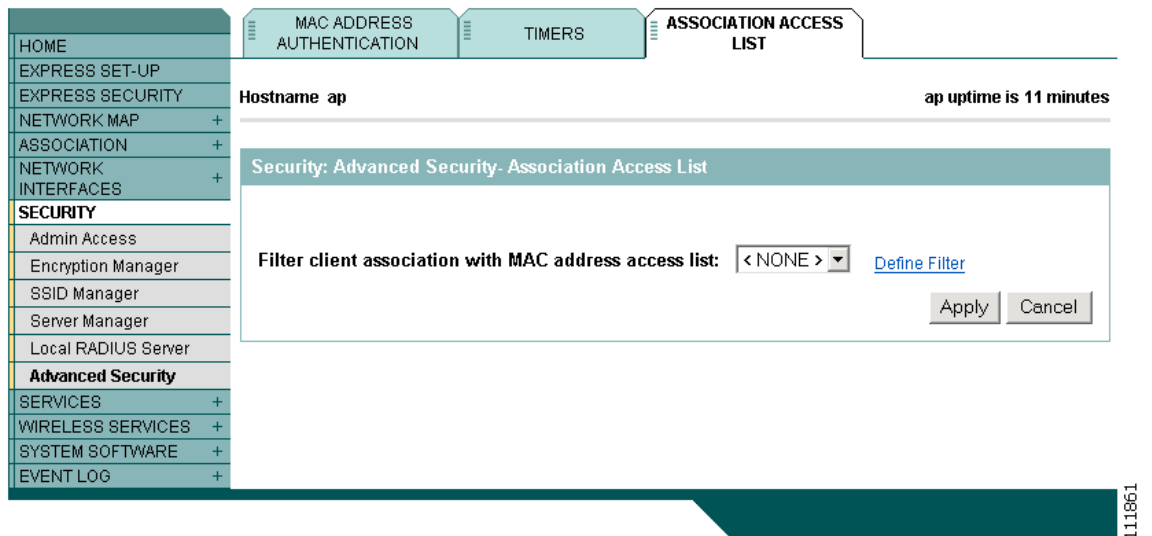 MAC ADDRESS
AUTHENTICATION
TIMERS
ASSOCIATION ACCESS
LIST
HOME
EXPRESS SET-UP
EXPRESS SECURITY
NETWORK MAP +
ASSOCIATION +
NETWORK
INTERFACES +
SECURITY
Admin Access
Encryption Manager
SSID Manager
Server Manager
Local RADIUS Server
Advanced Security
SERVICES +
WIRELESS SERVICES +
SYSTEM SOFTWARE +
EVENT LOG +
Hostname ap
ap uptime is 11 minutes
Security: Advanced Security- Association Access List
Filter client association with MAC address access list: < NONE > Define Filter
Apply Cancel
111861